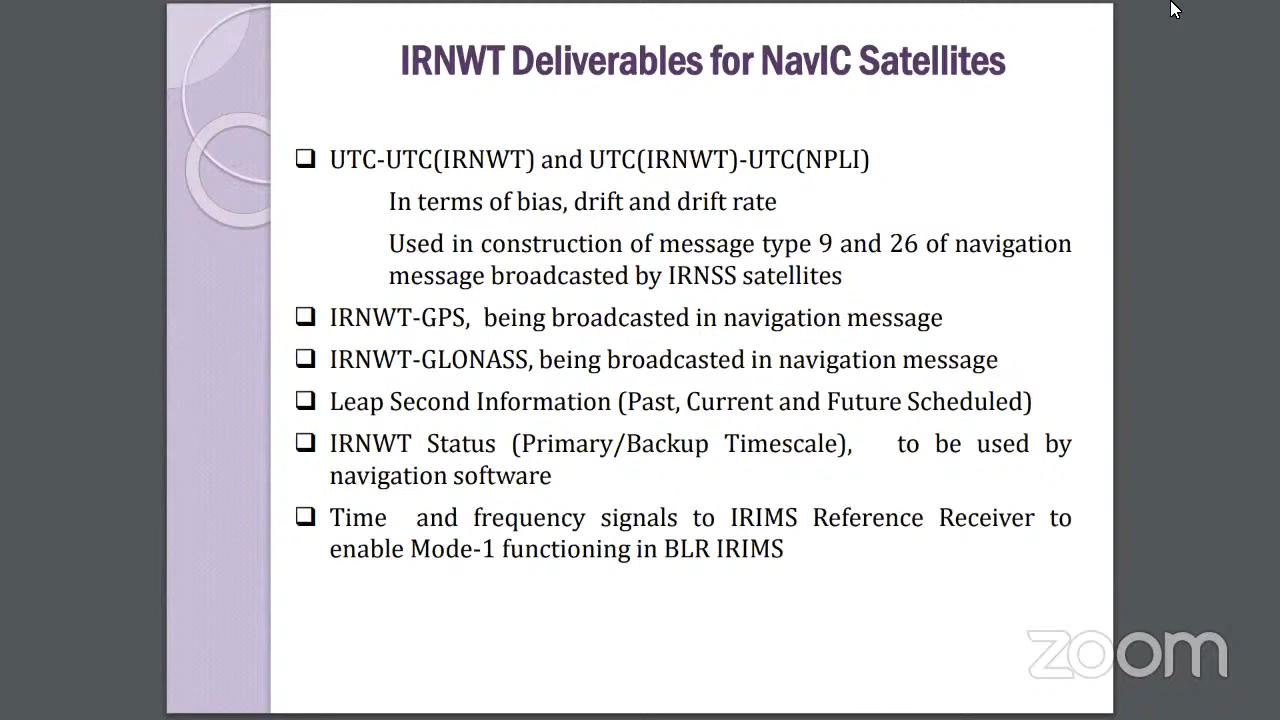 IRNWT Deliverables for NavIC Satellites
❑ UTC-UTC(IRNWT) and UTC(IRNWT)-UTC(NPLI)
In terms of bias, drift and drift rate
Used in construction of message type 9 and 26 of navigation
message broadcasted by IRNSS satellites
❑ IRNWT-GPS, being broadcasted in navigation message
❑ IRNWT-GLONASS, being broadcasted in navigation message
❑ Leap Second Information (Past, Current and Future Scheduled)
❑ IRNWT Status (Primary/Backup Timescale), to be used by
navigation software
❑ Time and frequency signals to IRIMS Reference Receiver to
enable Mode-1 functioning in BLR IRIMS
zoom